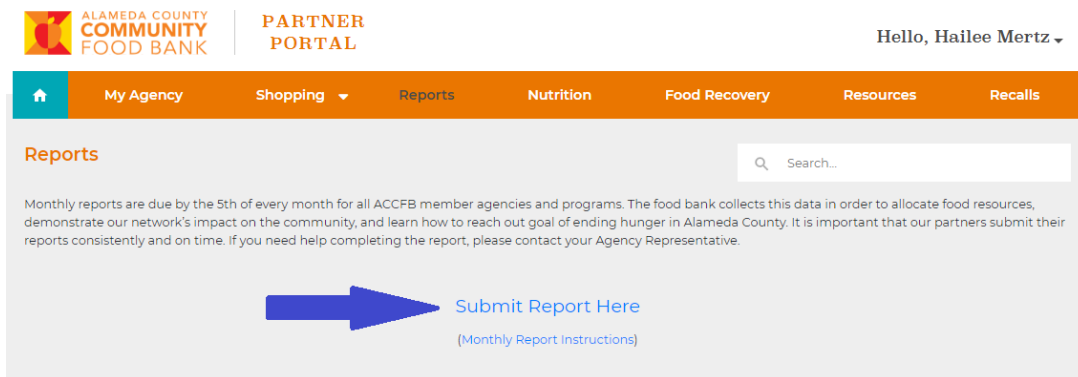 ALAMEDA COUNTY
COMMUNITY
FOOD BANK
PARTNER
PORTAL
Hello, Hailee Mertz
My Agency Shopping Reports Nutrition Food Recovery Resources Recalls
Reports
Search...
Monthly reports are due by the 5th of every month for all ACCFB member agencies and programs. The food bank collects this data in order to allocate food resources,
demonstrate our network's impact on the community, and learn how to reach out goal of ending hunger in Alameda County. It is important that our partners submit their
reports consistently and on time. If you need help completing the report, please contact your Agency Representative.
Submit Report Here
(Monthly Report Instructions)